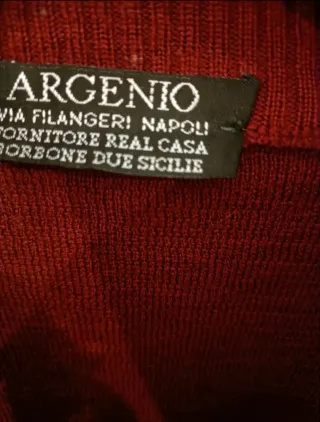 ARGENIO
VIA FILANGERI NAPOLI
FORNITORE REAL CASA
BORBONE DUE SICILIE